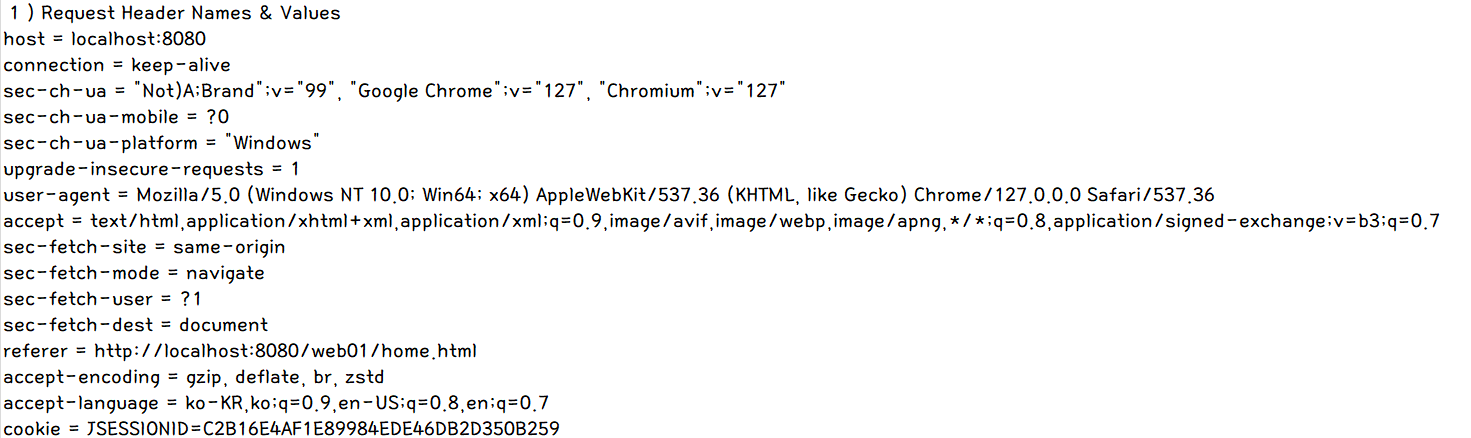 1 ) Request Header Names & Values
host = localhost:8080
connection = keep-alive
sec-ch-ua = "Not)A;Brand";v="99", "Google Chrome";v="127", "Chromium";v="127"
sec-ch-ua-mobile = ?0
sec-ch-ua-platform = "Windows"
upgrade-insecure-requests = 1
user-agent = Mozilla/5.0 (Windows NT 10.0; Win64; x64) AppleWebKit/537.36 (KHTML, like Gecko) Chrome/127.0.0.0 Safari/537.36
accept = text/html,application/xhtml+xml,application/xml;q=0.9,image/avif,image/webp,image/apng,*/*;q=0.8,application/signed-exchange;v=b3;q=0.7
sec-fetch-site = same-origin
sec-fetch-mode = navigate
sec-fetch-user = ?1
sec-fetch-dest = document
referer = http://localhost:8080/web01/home.html
accept-encoding = gzip, deflate, br, zstd
accept-language = ko-KR,ko;q=0.9,en-US;q=0.8,en;q=0.7
cookie = JSESSIONID=C2B16E4AF1E89984EDE46DB2D350B259